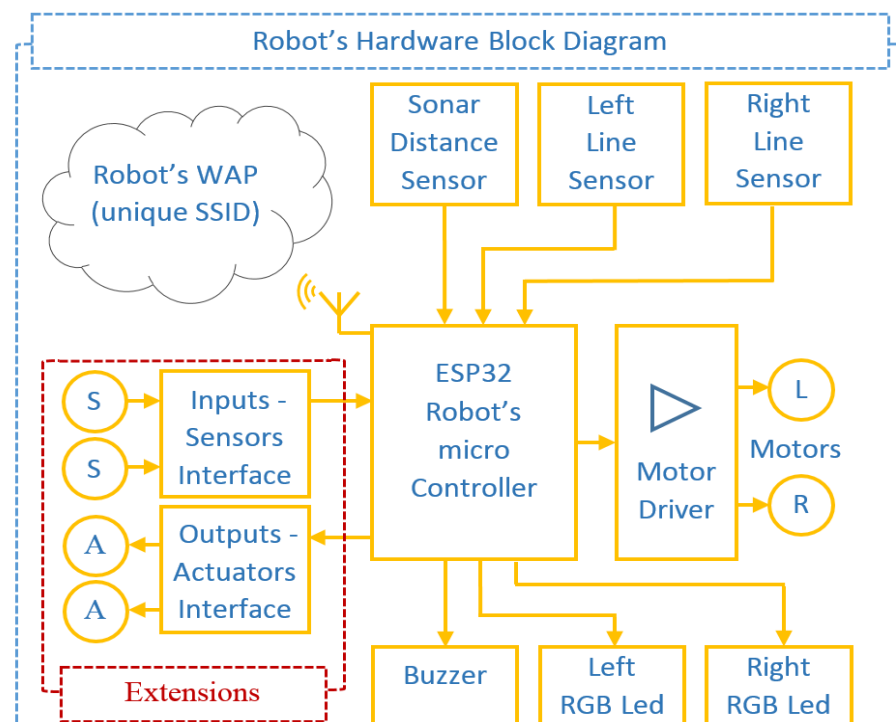 Robot's Hardware Block Diagram
Robot's WAP
(unique SSID)
Sonar
Distance
Sensor
Left
Line
Sensor
Right
Line
Sensor
S
S
Inputs -
Sensors
Interface
A
A
Outputs -
Actuators
Interface
Extensions
ESP32
Robot's
micro
Controller
Motor
Driver
L
Motors
R
Buzzer
Left
RGB Led
Right
RGB Led